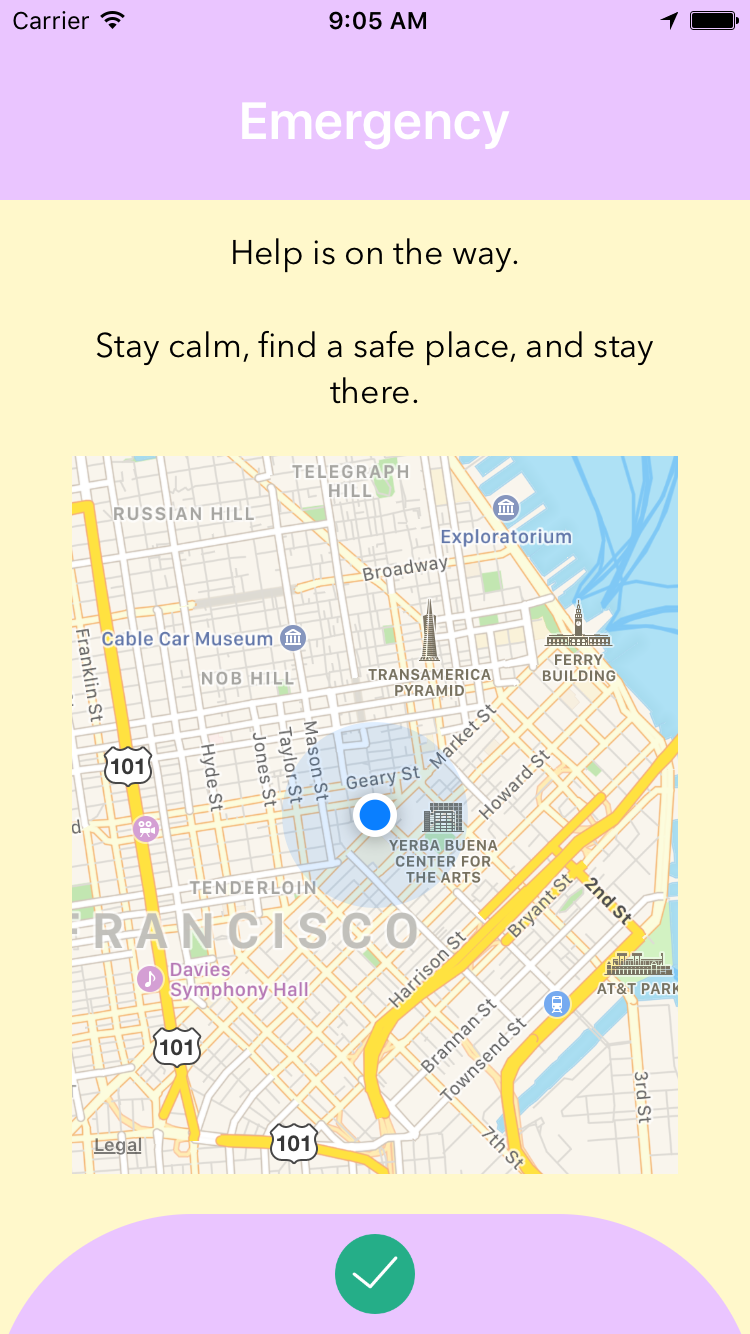 Carrier 9:05 AM
Emergency
Help is on the way.
Stay calm, find a safe place, and stay
there.
TELEGRAPH
HILL
RUSSIAN HILL
Exploratorium
Broadway
Cable Car Museum
Franklin St
NOB HILL
TRANSAMERICA
PYRAMID
FERRY
BUILDING
101
Hyde St
Jones St
Taylor St
Mason St
Geary St
Market St
Howard St
d
YERBA BUENA
CENTER FOR
THE ARTS
TENDERLOIN
FRANCISCO
2nd St
Bryant St
Harrison St
Davies
Symphony Hall
AT&T PARK
101
Brannan St
Townsend St
3rd St
7th St
Legal
101